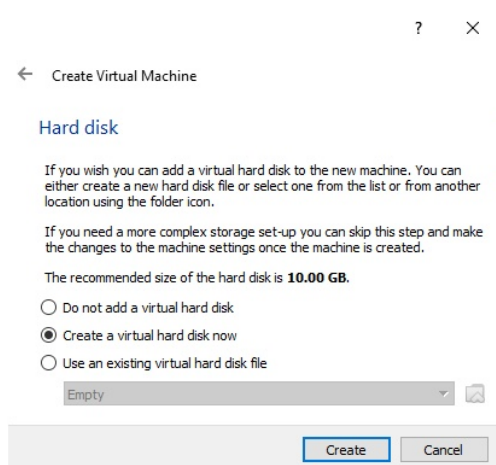 ?
Create Virtual Machine
Hard disk
If you wish you can add a virtual hard disk to the new machine. You can
either create a new hard disk file or select one from the list or from another
location using the folder icon.
If you need a more complex storage set-up you can skip this step and make
the changes to the machine settings once the machine is created.
The recommended size of the hard disk is 10.00 GB.
Do not add a virtual hard disk
Create a virtual hard disk now
Use an existing virtual hard disk file
Empty
Create Cancel